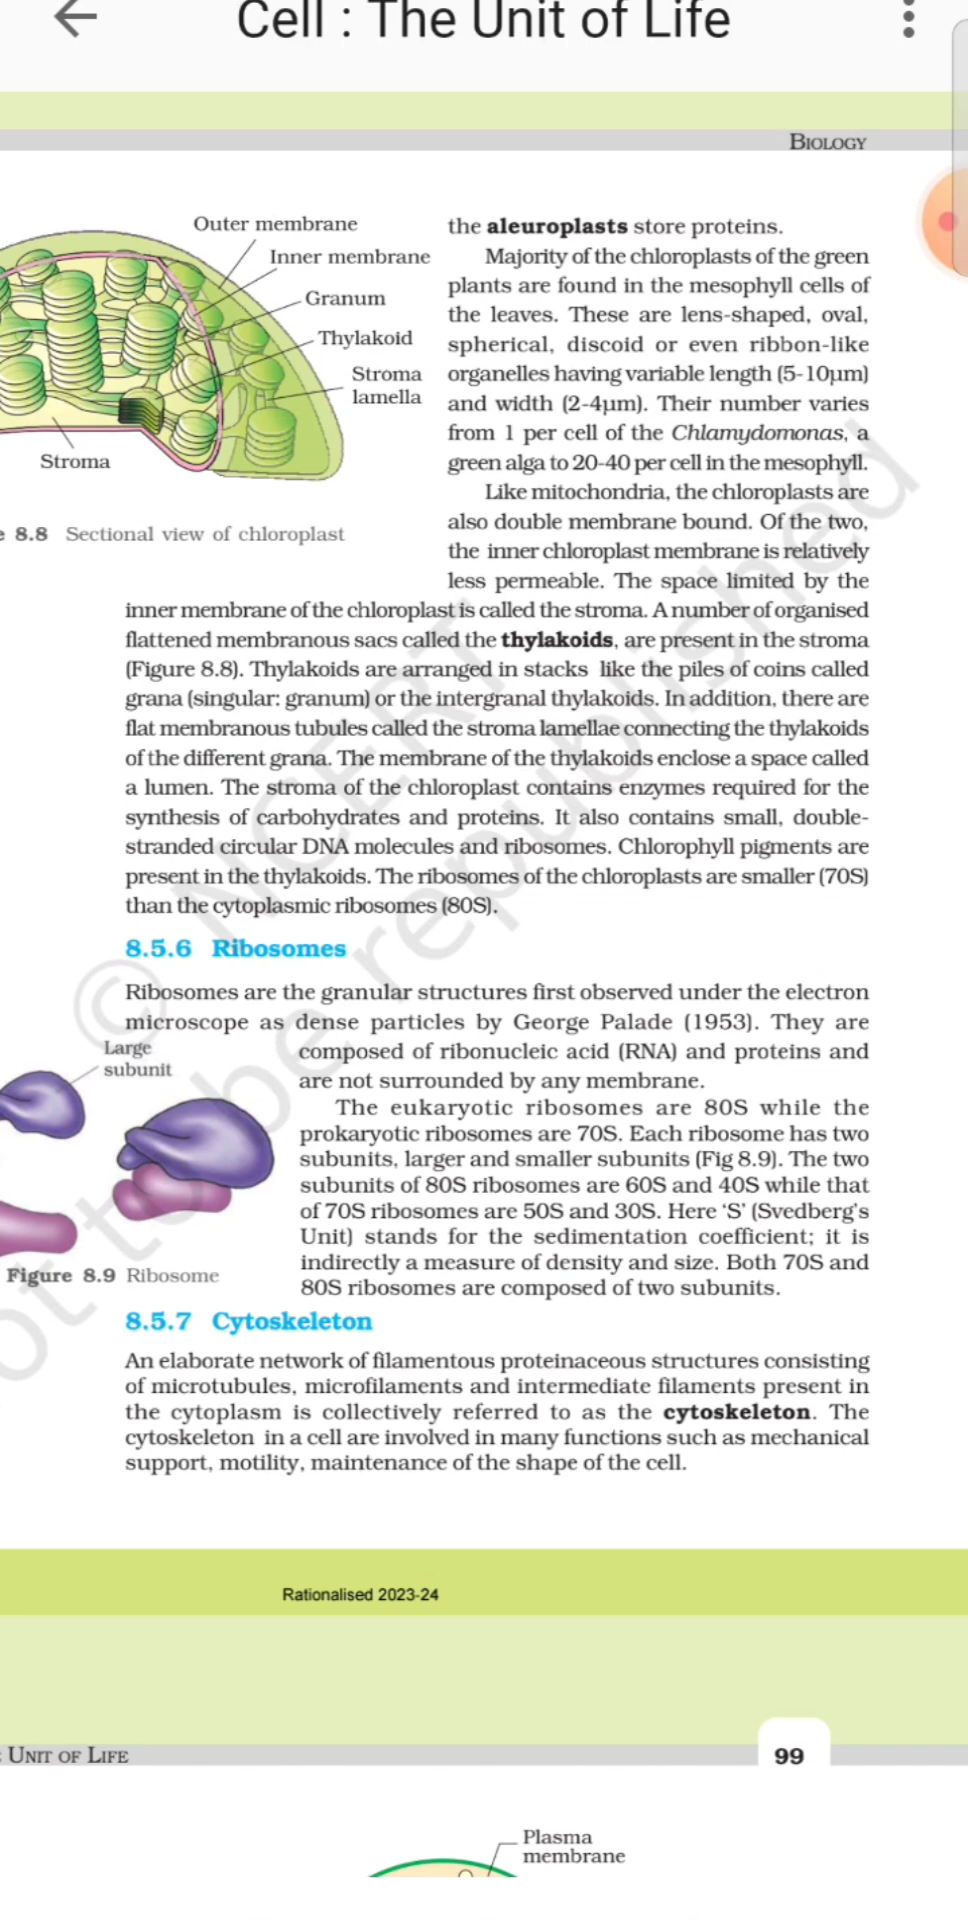 Cell : The Unit of Life
BIOLOGY
Outer membrane
Inner membrane
Granum
Thylakoid
Stroma
lamella
Stroma
8.8 Sectional view of chloroplast
the aleuroplasts store proteins.
Majority of the chloroplasts of the green
plants are found in the mesophyll cells of
the leaves. These are lens-shaped, oval,
spherical, discoid or even ribbon-like
organelles having variable length (5-10µm)
and width (2-4µm). Their number varies
from 1 per cell of the Chlamydomonas, a
green alga to 20-40 per cell in the mesophyll.
Like mitochondria, the chloroplasts are
also double membrane bound. Of the two,
the inner chloroplast membrane is relatively
less permeable. The space limited by the
inner membrane of the chloroplast is called the stroma. A number of organised
flattened membranous sacs called the thylakoids, are present in the stroma
(Figure 8.8). Thylakoids are arranged in stacks like the piles of coins called
grana (singular: granum) or the intergranal thylakoids. In addition, there are
flat membranous tubules called the stroma lamellae connecting the thylakoids
of the different grana. The membrane of the thylakoids enclose a space called
a lumen. The stroma of the chloroplast contains enzymes required for the
synthesis of carbohydrates and proteins. It also contains small, double-
stranded circular DNA molecules and ribosomes. Chlorophyll pigments are
present in the thylakoids. The ribosomes of the chloroplasts are smaller (70S)
than the cytoplasmic ribosomes (80S).
8.5.6 Ribosomes
Ribosomes are the granular structures first observed under the electron
microscope as dense particles by George Palade (1953). They are
composed of ribonucleic acid (RNA) and proteins and
are not surrounded by any membrane.
The eukaryotic ribosomes are 80S while the
prokaryotic ribosomes are 70S. Each ribosome has two
subunits, larger and smaller subunits (Fig 8.9). The two
subunits of 80S ribosomes are 60S and 40S while that
of 70S ribosomes are 50S and 30S. Here 'S' (Svedberg's
Unit) stands for the sedimentation coefficient; it is
indirectly a measure of density and size. Both 70S and
80S ribosomes are composed of two subunits.
Large
subunit
Figure 8.9 Ribosome
8.5.7 Cytoskeleton
An elaborate network of filamentous proteinaceous structures consisting
of microtubules, microfilaments and intermediate filaments present in
the cytoplasm is collectively referred to as the cytoskeleton. The
cytoskeleton in a cell are involved in many functions such as mechanical
support, motility, maintenance of the shape of the cell.
© NCERT
not to be republished
Rationalised 2023-24
UNIT OF LIFE
99
Plasma
membrane